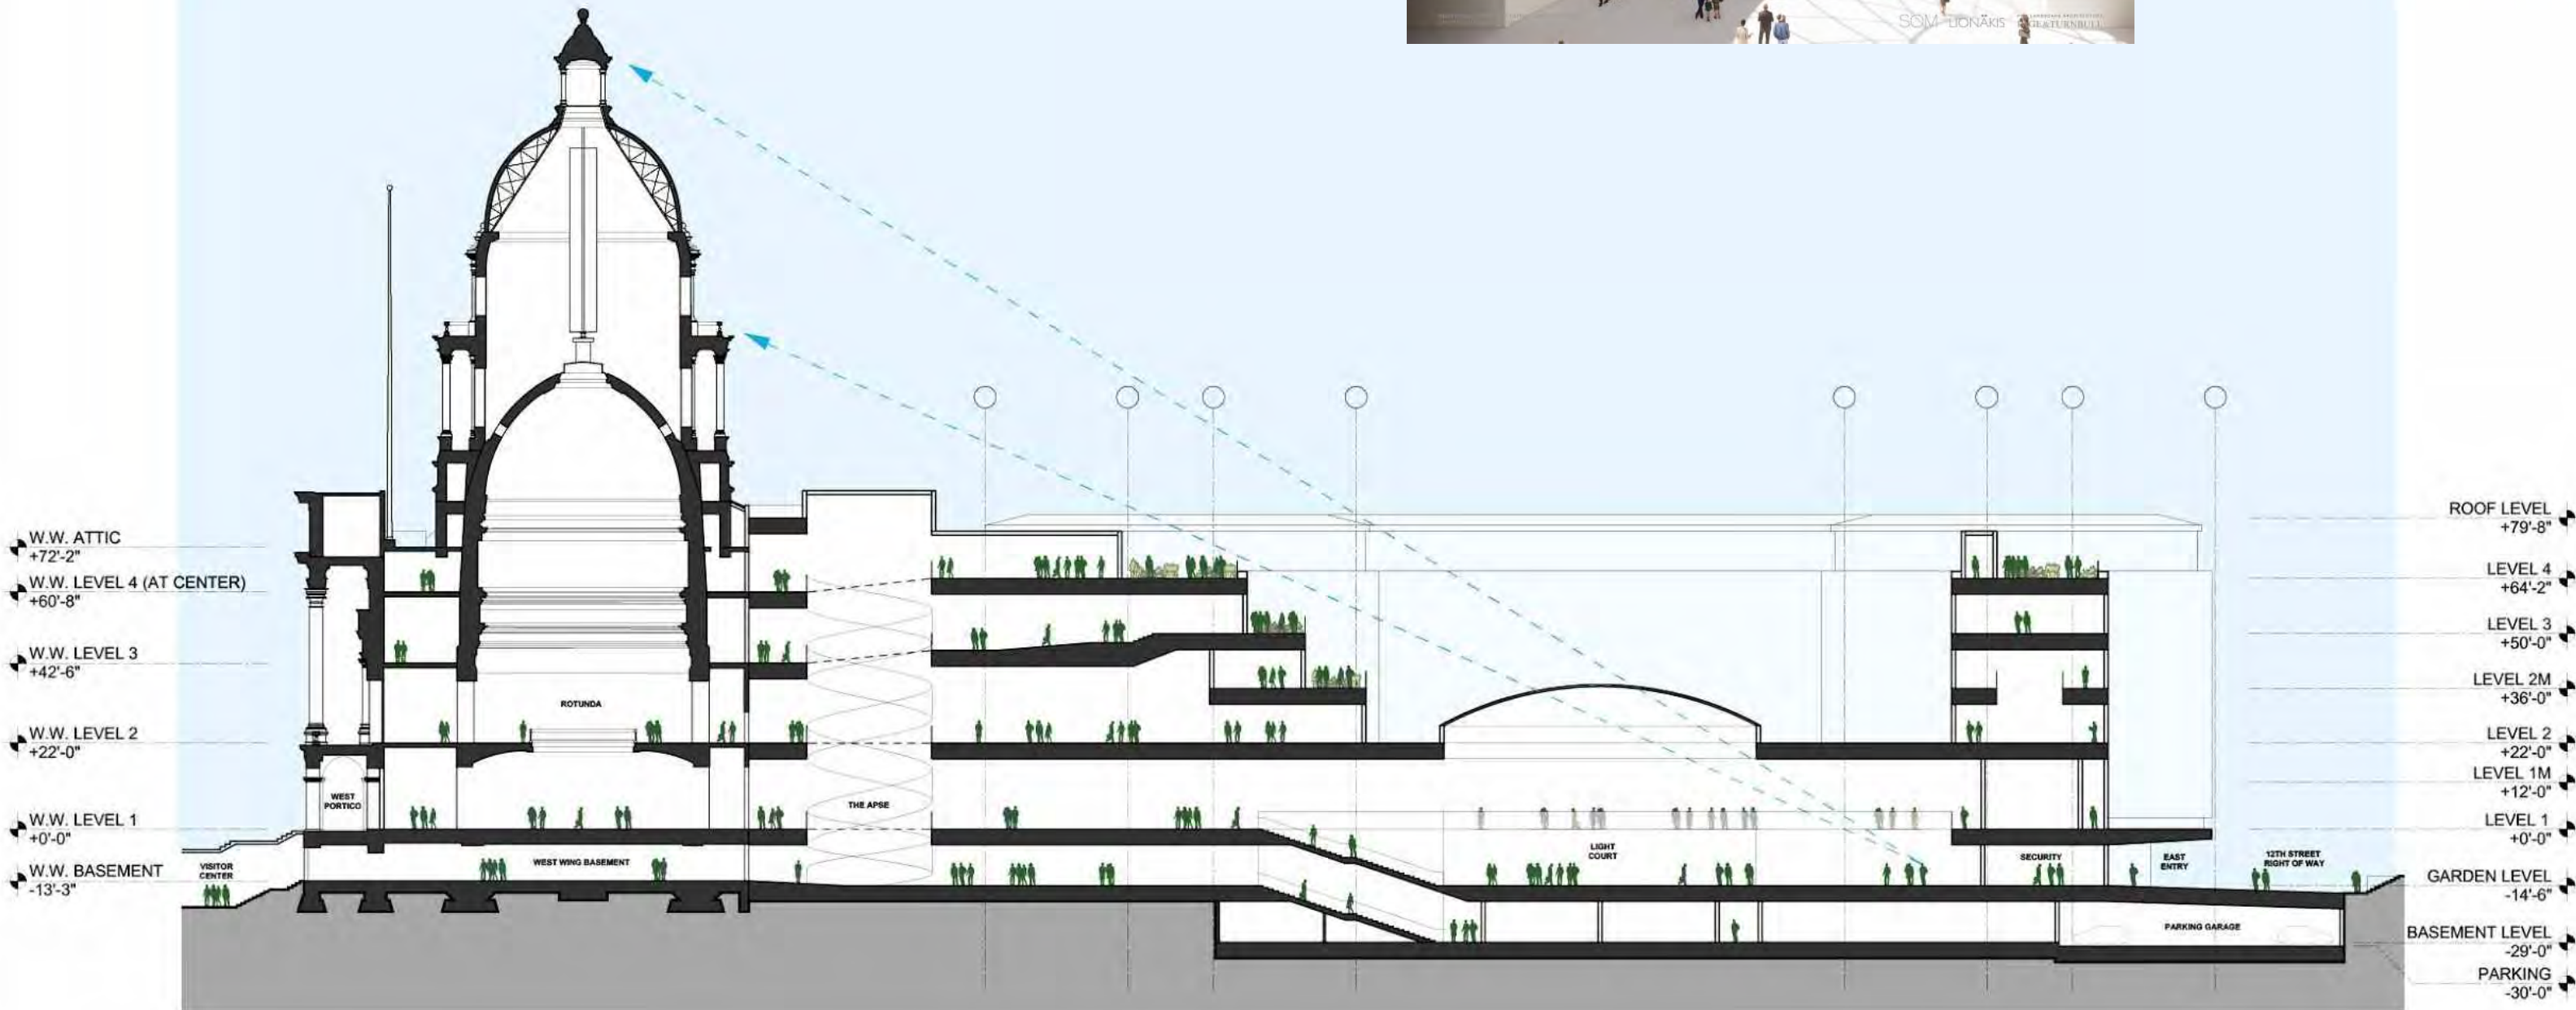 SOM LIONAKIS PAGE&TURNBULL
W.W. ATTIC
+72'-2"
W.W. LEVEL 4 (AT CENTER)
+60'-8"
W.W. LEVEL 3
+42'-6"
W.W. LEVEL 2
+22'-0"
W.W. LEVEL 1
+0'-0"
W.W. BASEMENT
-13'-3"
VISITOR
CENTER
WEST
PORTICO
ROTUNDA
WEST WING BASEMENT
THE APSE
LIGHT
COURT
SECURITY
EAST
ENTRY
12TH STREET
RIGHT OF WAY
PARKING GARAGE
ROOF LEVEL
+79'-8"
LEVEL 4
+64'-2"
LEVEL 3
+50'-0"
LEVEL 2M
+36'-0"
LEVEL 2
+22'-0"
LEVEL 1M
+12'-0"
LEVEL 1
+0'-0"
GARDEN LEVEL
-14'-6"
BASEMENT LEVEL
-29'-0"
PARKING
-30'-0"